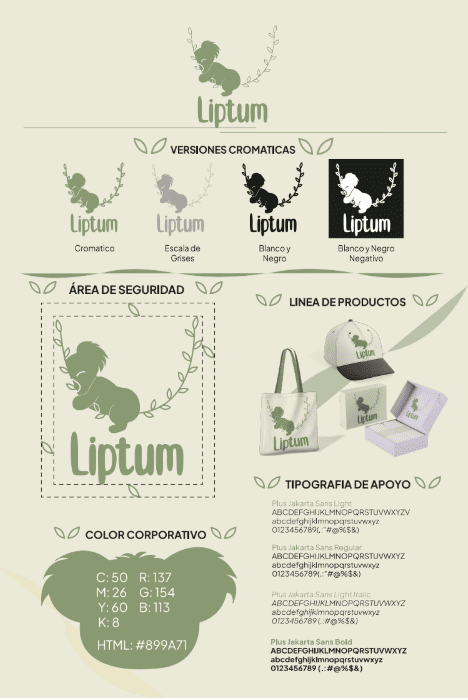 Liptum
VERSIONES CROMATICAS
Liptum
Liptum
Liptum
Liptum
Cromatico
Escala de
Grises
Blanco y
Negro
Blanco y Negro
Negativo
ÁREA DE SEGURIDAD
Liptum
LINEA DE PRODUCTOS
Liptum
Liptum
Liptum
COLOR CORPORATIVO
C: 50 R: 137
M: 26 G: 154
Y: 60 B: 113
K: 8
HTML: #899A71
TIPOGRAFIA DE APOYO
Plus Jakarta Sans Light
ABCDEFGHIJKLMNOPQRSTUVWXYZV
abcdefghijklmnopqrstuvwxyz
0123456789(,:"#@%$&)
Plus Jakarta Sans Regular
ABCDEFGHIJKLMNOPQRSTUVWXYZ
abcdefghijklmnopqrstuvwxyz
0123456789(,:"#@%$&)
Plus Jakarta Sans Light Italic
ABCDEFGHIJKLMNOPQRSTUVWXYZ
abcdefghijklmnopqrstuvwxyz
0123456789 (.:#@%$&)
Plus Jakarta Sans Bold
ABCDEFGHIJKLMNOPQRSTUVWXYZ
abcdefghijklmnopqrstuvwxyz
0123456789 (.:#@%$&)